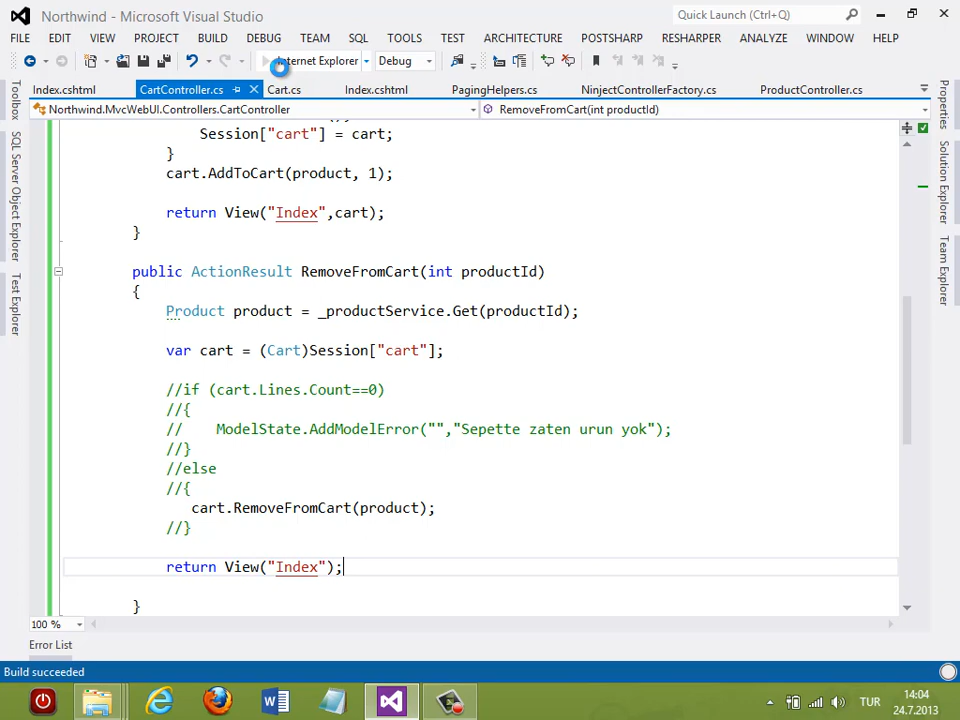 Northwind - Microsoft Visual Studio
Quick Launch (Ctrl+Q)
FILE EDIT VIEW PROJECT BUILD DEBUG TEAM SQL TOOLS TEST ARCHITECTURE POSTSHARP RESHARPER ANALYZE WINDOW HELP
Internet Explorer Debug
Index.cshtml CartController.cs Cart.cs Index.cshtml PagingHelpers.cs NinjectControllerFactory.cs ProductController.cs
Northwind.MvcWebUI.Controllers.CartController RemoveFromCart(int productId)
Toolbox
SQL Server Object Explorer
Test Explorer
Properties
Solution Explorer
Team Explorer
Session["cart"] = cart;
}
cart.AddToCart(product, 1);
return View("Index",cart);
}
public ActionResult RemoveFromCart(int productId)
{
Product product = _productService.Get(productId);
var cart = (Cart)Session["cart"];
//if (cart.Lines.Count==0)
//{
//    ModelState.AddModelError("","Sepette zaten urun yok");
//}
//else
//{
cart.RemoveFromCart(product);
//}
return View("Index");
}
100 %
Error List
Build succeeded
TUR
14:04
24.7.2013